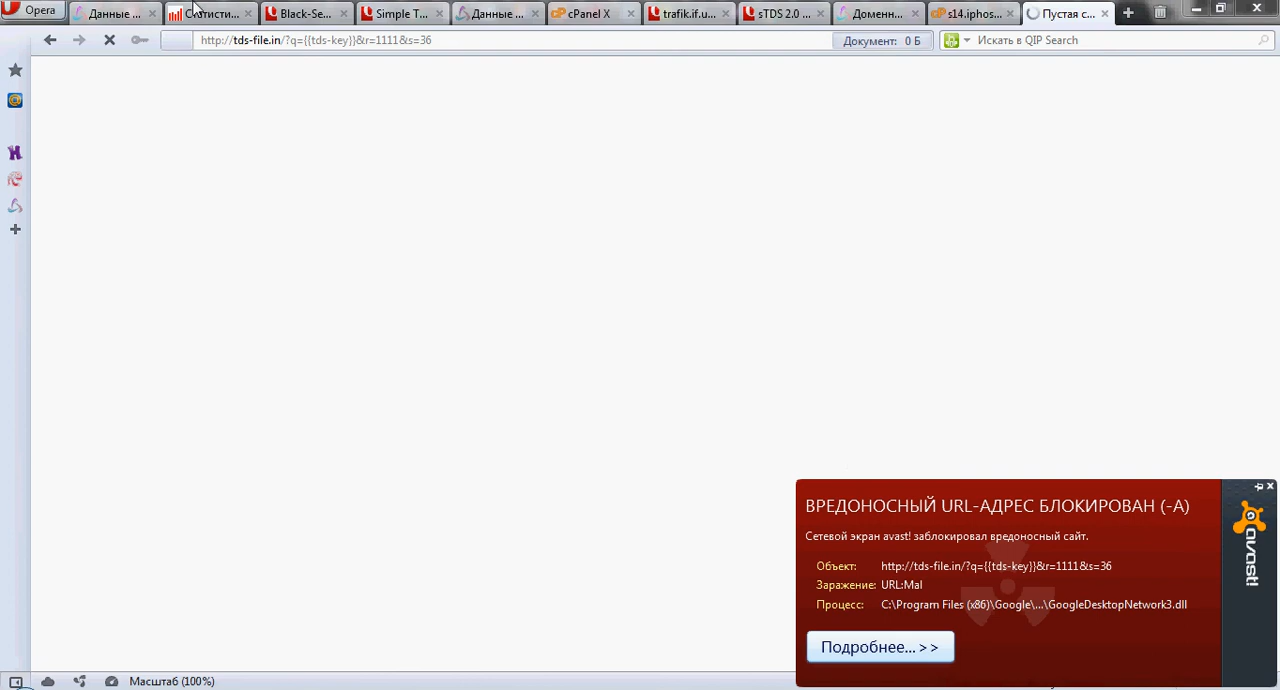 Opera
Данные ...
Статисти...
Black-Se...
Simple T...
Данные ...
cPanel X
trafik.if.u...
sTDS 2.0 ...
Доменн...
s14.iphos...
Пустая с...
http://tds-file.in/?q={{tds-key}}&r=1111&s=36
Документ: 0 Б
Искать в QIP Search
ВРЕДОНОСНЫЙ URL-АДРЕС БЛОКИРОВАН (-А)
Сетевой экран avast! заблокировал вредоносный сайт.
Объект: http://tds-file.in/?q={{tds-key}}&r=1111&s=36
Заражение: URL:Mal
Процесс: C:\Program Files (x86)\Google\...\GoogleDesktopNetwork3.dll
Подробнее... >>
avast!
Масштаб (100%)